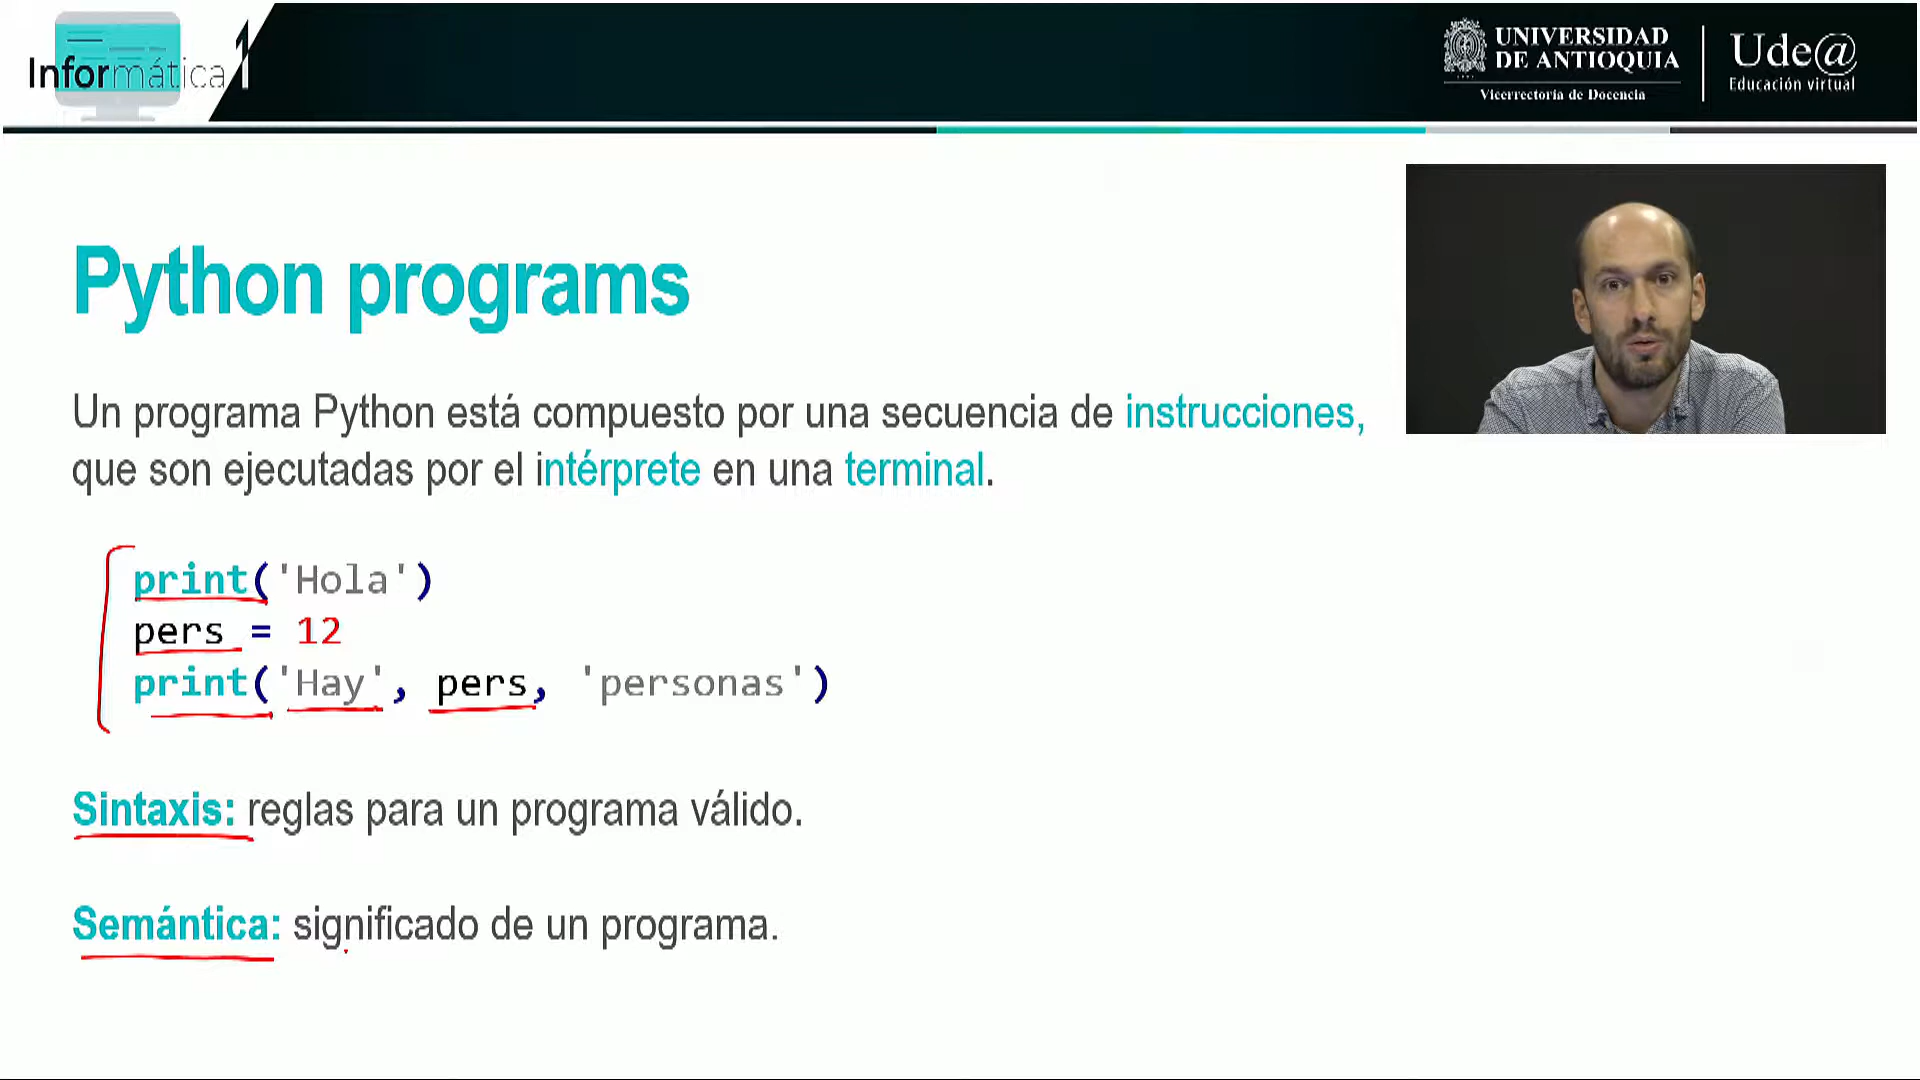 Informática 1
UNIVERSIDAD
DE ANTIOQUIA
Vicerrectoría de Docencia
Ude@
Educación virtual
Python programs
Un programa Python está compuesto por una secuencia de instrucciones,
que son ejecutadas por el intérprete en una terminal.
print('Hola')
pers = 12
print('Hay', pers, 'personas')
Sintaxis: reglas para un programa válido.
Semántica: significado de un programa.